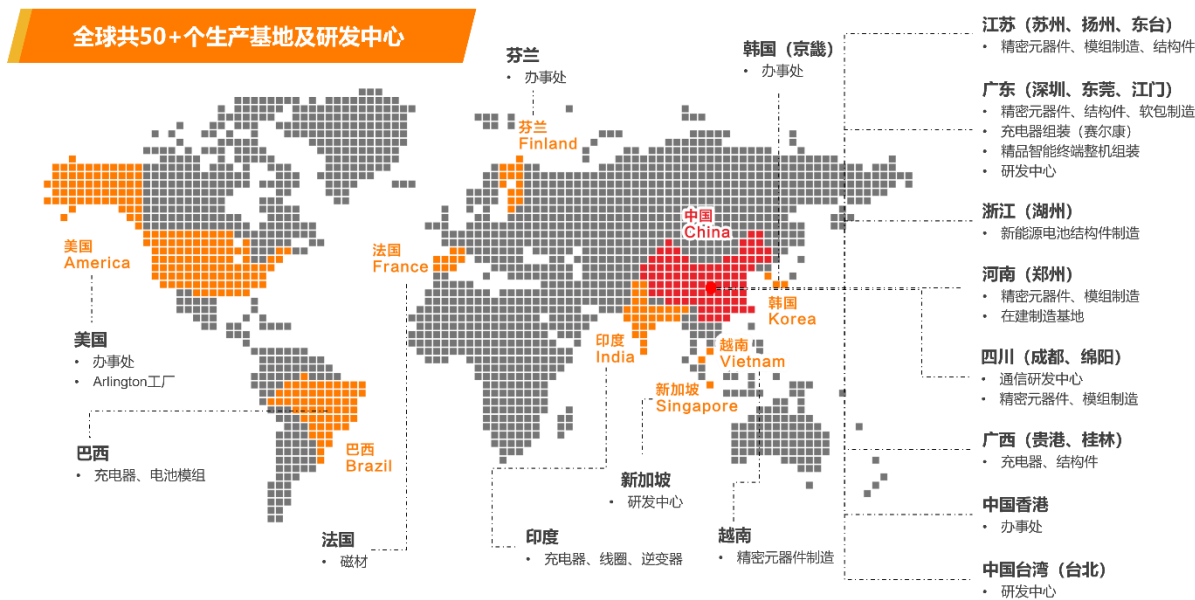 全球共50+个生产基地及研发中心
芬兰
• 办事处
韩国（京畿）
• 办事处
芬兰
Finland
中国
China
美国
America
法国
France
韩国
Korea
印度
India
越南
Vietnam
新加坡
Singapore
巴西
Brazil
美国
• 办事处
• Arlington工厂
巴西
• 充电器、电池模组
法国
• 磁材
印度
• 充电器、线圈、逆变器
新加坡
• 研发中心
越南
• 精密元器件制造
江苏（苏州、扬州、东台）
• 精密元器件、模组制造、结构件
广东（深圳、东莞、江门）
• 精密元器件、结构件、软包制造
• 充电器组装（赛尔康）
• 精品智能终端整机组装
• 研发中心
浙江（湖州）
• 新能源电池结构件制造
河南（郑州）
• 精密元器件、模组制造
• 在建制造基地
四川（成都、绵阳）
• 通信研发中心
• 精密元器件、模组制造
广西（贵港、桂林）
• 充电器、结构件
中国香港
• 办事处
中国台湾（台北）
• 研发中心